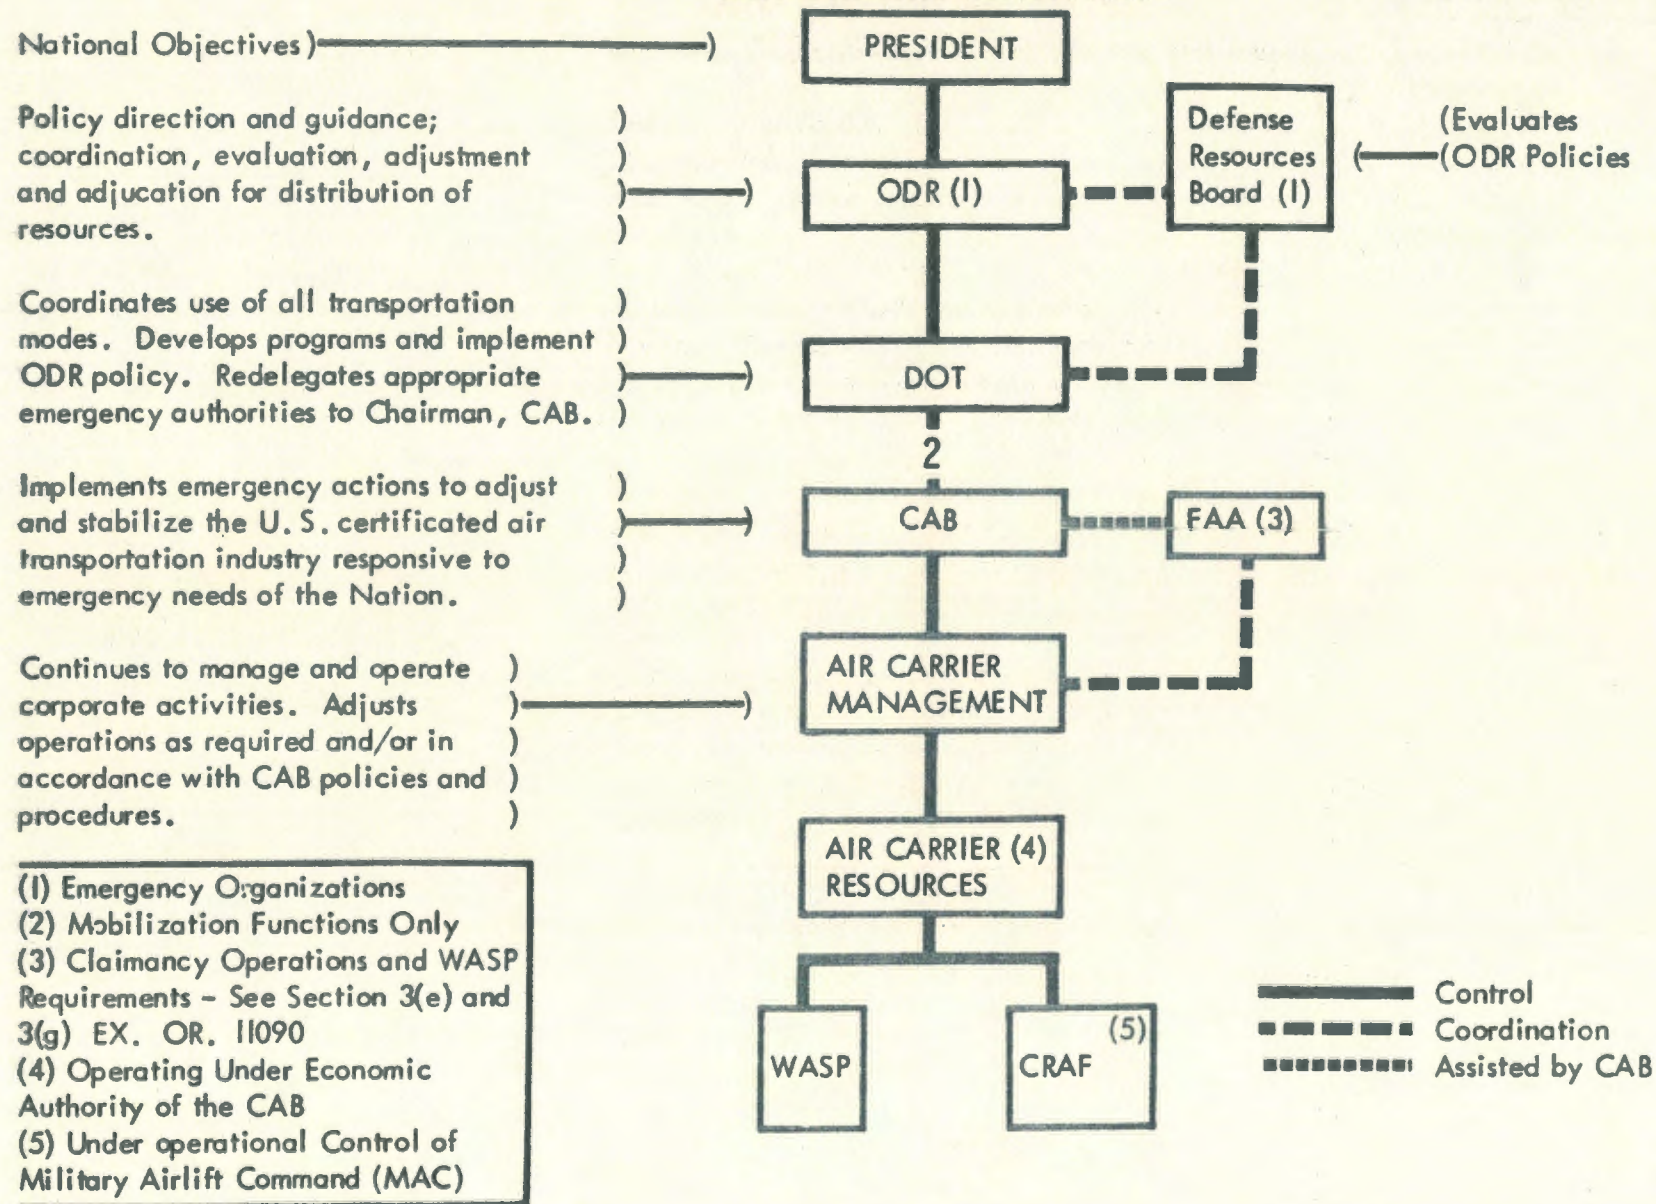 National Objectives)
)
PRESIDENT
Policy direction and guidance; )
coordination, evaluation, adjustment )
and adjucation for distribution of )
)
resources. )
ODR (1)
Defense
Resources
Board (1)
(
(Evaluates
(ODR Policies
Coordinates use of all transportation )
modes. Develops programs and implement )
ODR policy. Redelegates appropriate )
)
emergency authorities to Chairman, CAB. )
DOT
2
Implements emergency actions to adjust )
and stabilize the U. S. certificated air )
)
transportation industry responsive to )
emergency needs of the Nation. )
CAB
FAA (3)
Continues to manage and operate )
corporate activities. Adjusts )
)
operations as required and/or in )
accordance with CAB policies and )
procedures. )
AIR CARRIER
MANAGEMENT
AIR CARRIER (4)
RESOURCES
WASP
(5)
CRAF
(1) Emergency Organizations
(2) Mobilization Functions Only
(3) Claimancy Operations and WASP
Requirements - See Section 3(e) and
3(g) EX. OR. 11090
(4) Operating Under Economic
Authority of the CAB
(5) Under operational Control of
Military Airlift Command (MAC)
Control
Coordination
Assisted by CAB